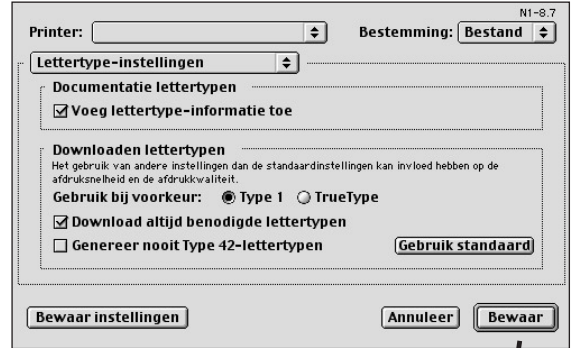 N1-8.7
Printer: Bestemming: Bestand
Lettertype-instellingen
Documentatie lettertypen
Voeg lettertype-informatie toe
Downloaden lettertypen
Het gebruik van andere instellingen dan de standaardinstellingen kan invloed hebben op de
afdruksnelheid en de afdrukkwaliteit.
Gebruik bij voorkeur: Type 1 TrueType
Download altijd benodigde lettertypen
Genereer nooit Type 42-lettertypen Gebruik standaard
Bewaar instellingen Annuleer Bewaar